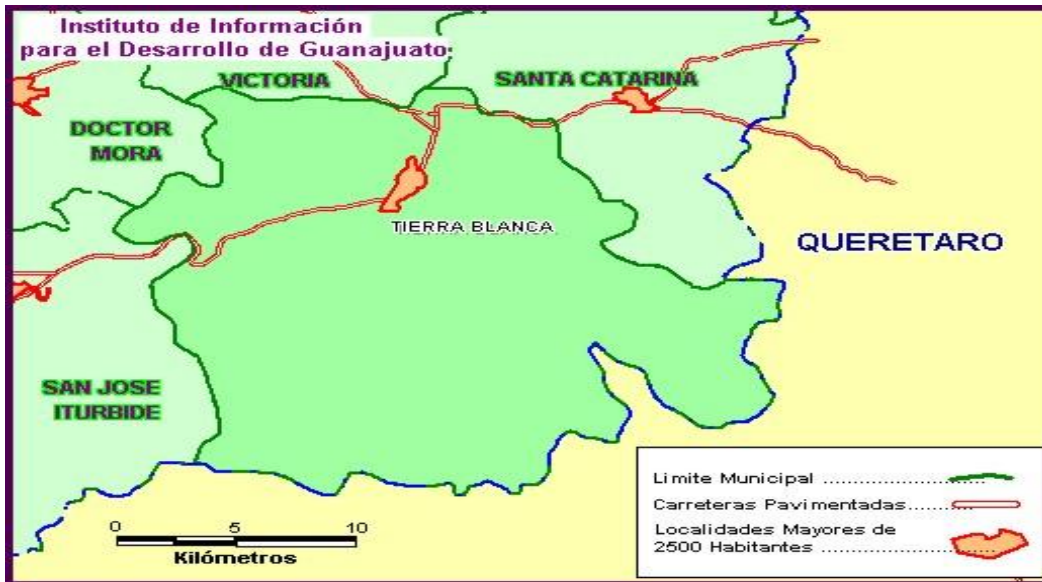 Instituto de Información
para el Desarrollo de Guanajuato
VICTORIA
SANTA CATARINA
DOCTOR
MORA
TIERRA BLANCA
QUERETARO
SAN JOSE
ITURBIDE
0 5 10
Kilómetros
Limite Municipal ........................
Carreteras Pavimentadas.........
Localidades Mayores de
2500 Habitantes ........................